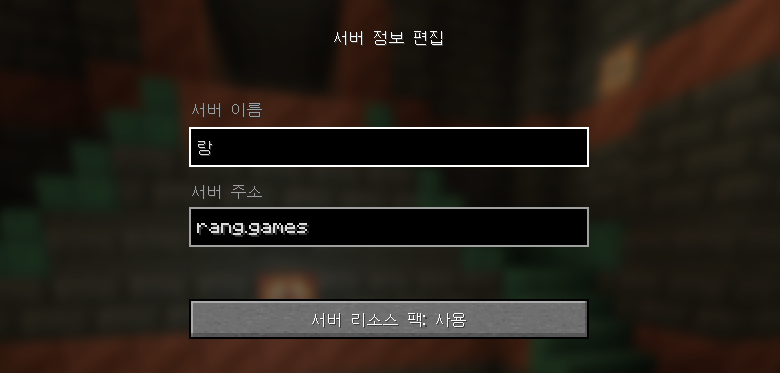 서버 정보 편집
서버 이름
랑
서버 주소
rang.games
서버 리소스 팩: 사용